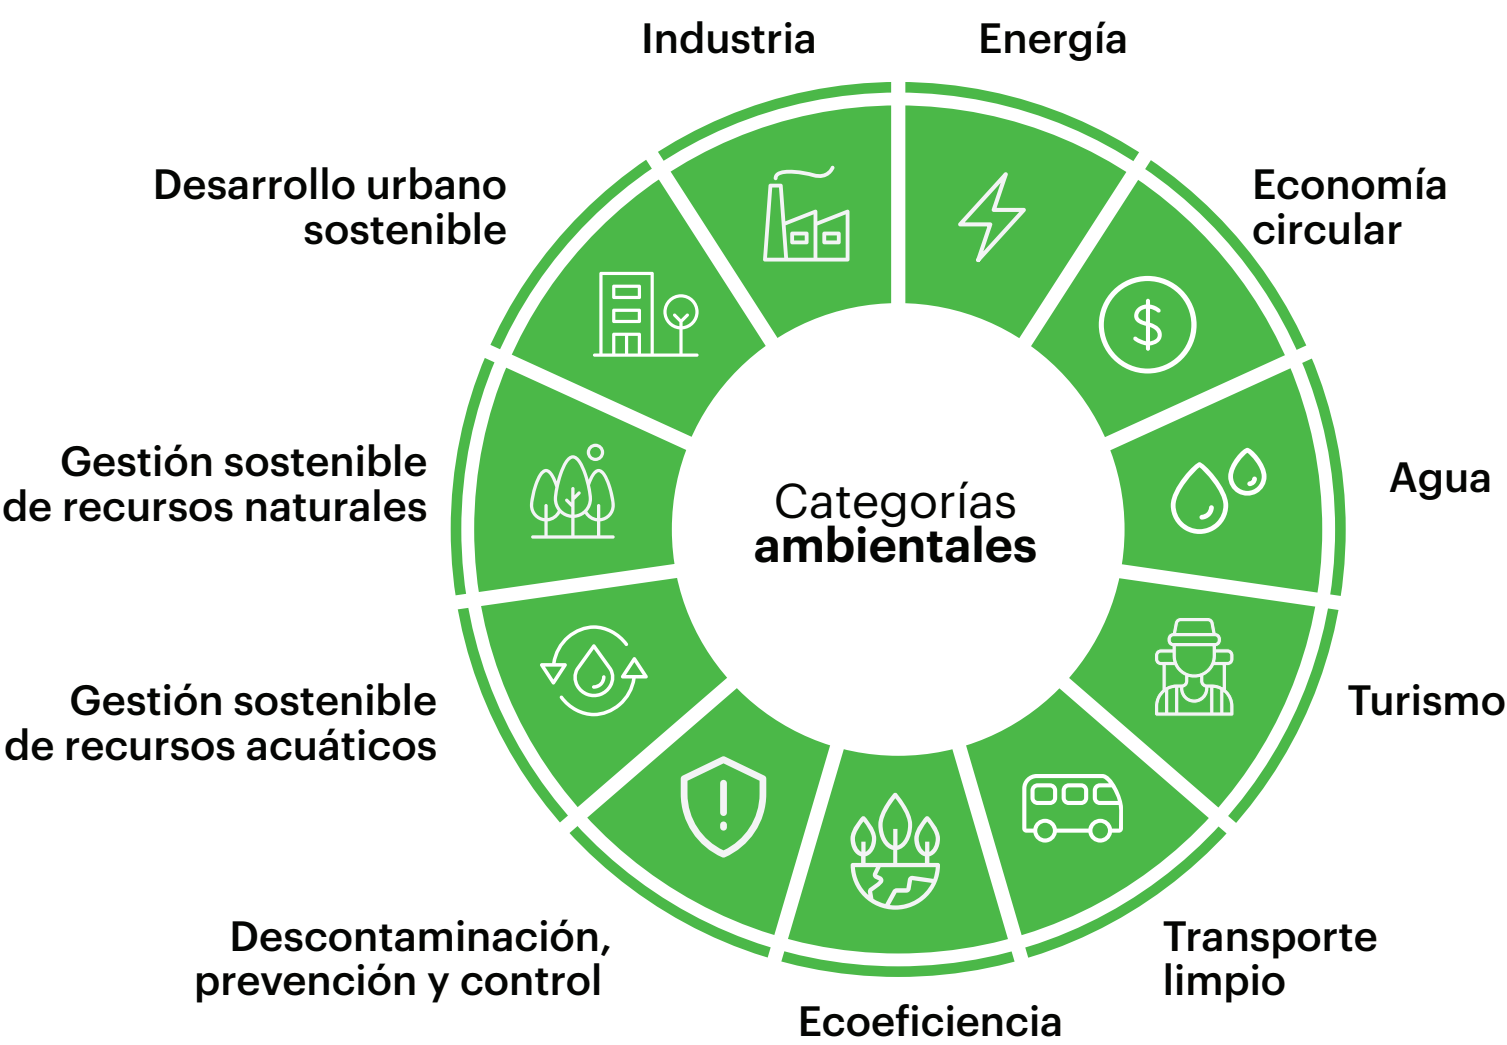 Industria
Energía
Desarrollo urbano
sostenible
Economía
circular
Gestión sostenible
de recursos naturales
Agua
Categorías
ambientales
Gestión sostenible
de recursos acuáticos
Turismo
Descontaminación,
prevención y control
Transporte
limpio
Ecoeficiencia
$
!